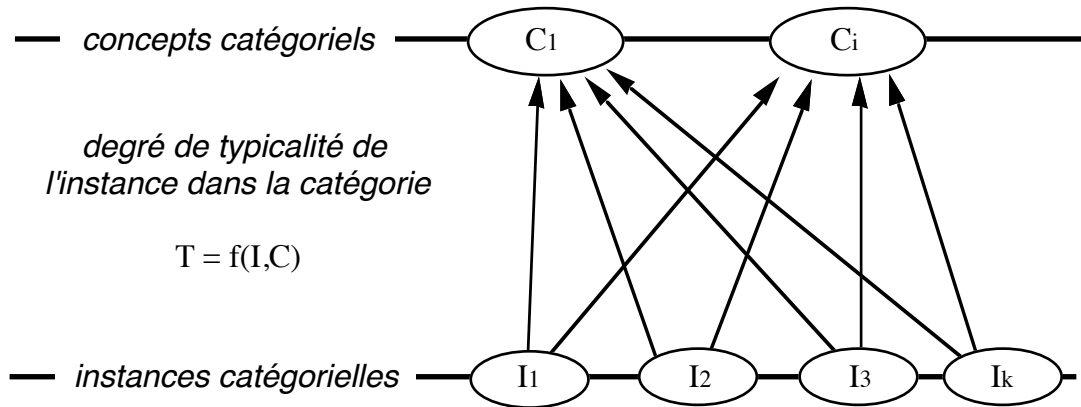 concepts catégoriels C1 Ci
degré de typicalité de
l'instance dans la catégorie
T = f(I,C)
instances catégorielles I1 I2 I3 Ik